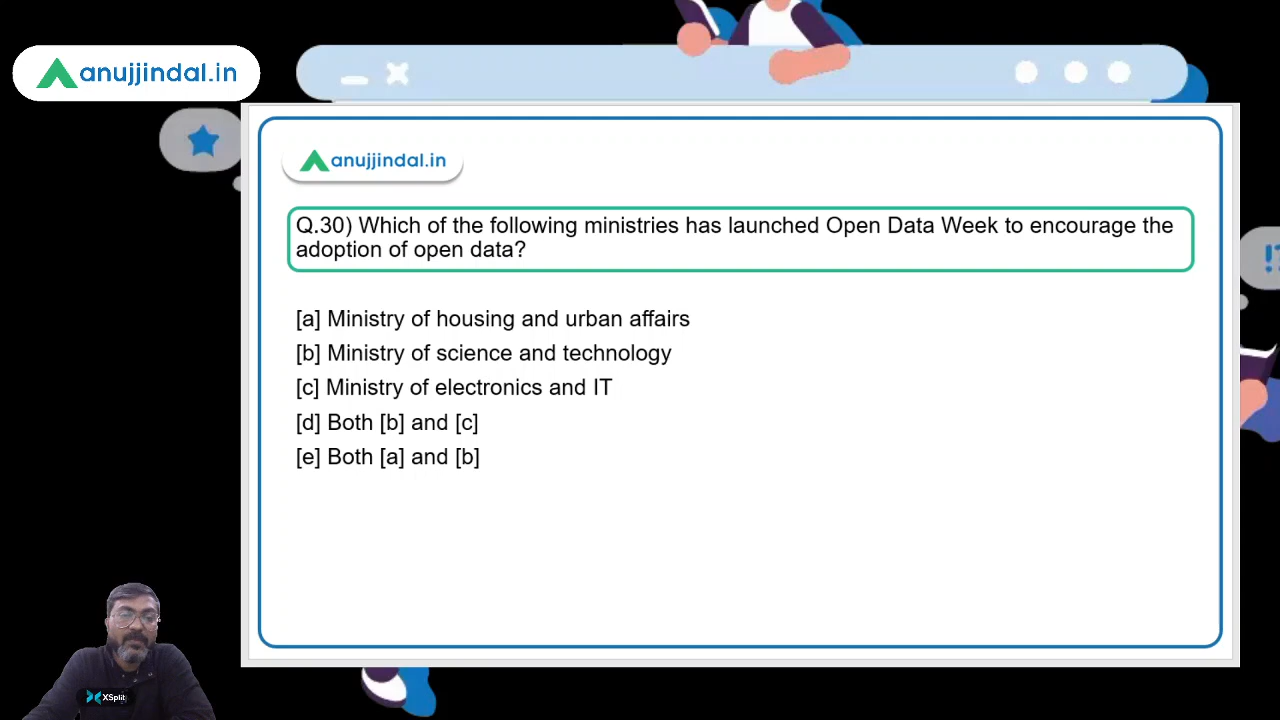 anujjindal.in
anujjindal.in
Q.30) Which of the following ministries has launched Open Data Week to encourage the
adoption of open data?
[a] Ministry of housing and urban affairs
[b] Ministry of science and technology
[c] Ministry of electronics and IT
[d] Both [b] and [c]
[e] Both [a] and [b]
!?
XSplit